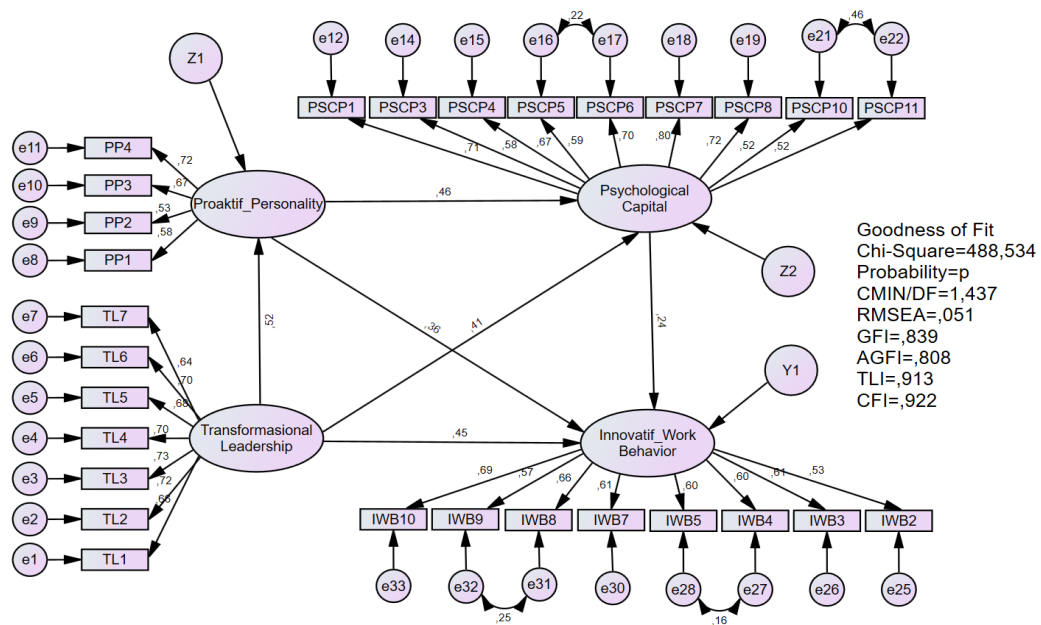 ,22
,46
e12
e14
e15
e16
e17
e18
e19
e21
e22
Z1
PSCP1
PSCP3
PSCP4
PSCP5
PSCP6
PSCP7
PSCP8
PSCP10
PSCP11
,71
,58
,67
,59
,70
,80
,72
,52
,52
e11
PP4
,72
e10
PP3
,67
e9
PP2
,53
e8
PP1
,58
Proaktif_Personality
,46
Psychological
Capital
Z2
Goodness of Fit
Chi-Square=488,534
Probability=p
CMIN/DF=1,437
RMSEA=,051
GFI=,839
AGFI=,808
TLI=,913
CFI=,922
,52
,36
,41
,24
Y1
e7
TL7
,64
e6
TL6
,70
e5
TL5
,68
e4
TL4
,70
e3
TL3
,73
e2
TL2
,72
e1
TL1
Transformasional
Leadership
,45
Innovatif_Work
Behavior
,69
,57
,66
,61
,60
,60
,61
,53
IWB10
IWB9
IWB8
IWB7
IWB5
IWB4
IWB3
IWB2
e33
e32
e31
e30
e28
e27
e26
e25
,25
,16